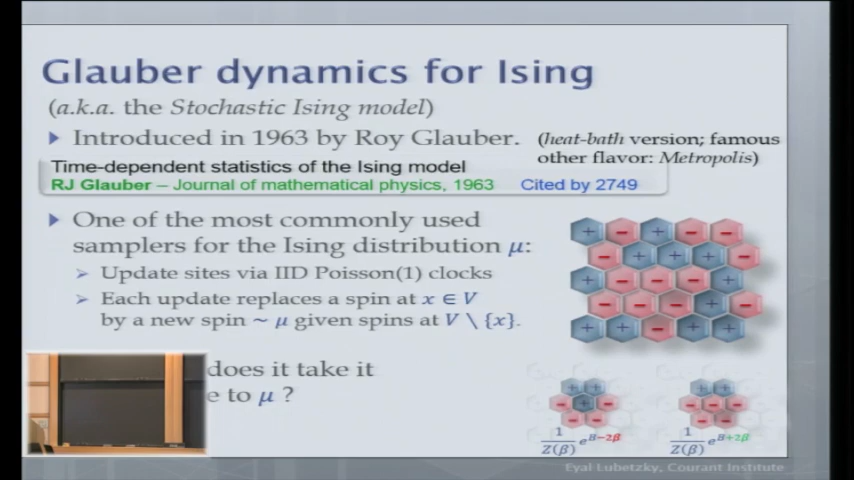 Glauber dynamics for Ising
(a.k.a. the Stochastic Ising model)
Introduced in 1963 by Roy Glauber.
(heat-bath version; famous
other flavor: Metropolis)
Time-dependent statistics of the Ising model
RJ Glauber – Journal of mathematical physics, 1963 Cited by 2749
One of the most commonly used
samplers for the Ising distribution μ:
Update sites via IID Poisson(1) clocks
Each update replaces a spin at x ∈ V
by a new spin ~ μ given spins at V \ {x}.
does it take it
to μ ?
+ − + − −
− + + + −
+ − − − +
− − − + −
+ + − + +
+ +
− + −
− −
1/Z(β) e^{B−2β}
+ +
− − −
− −
1/Z(β) e^{B+2β}
Eyal Lubetzky, Courant Institute